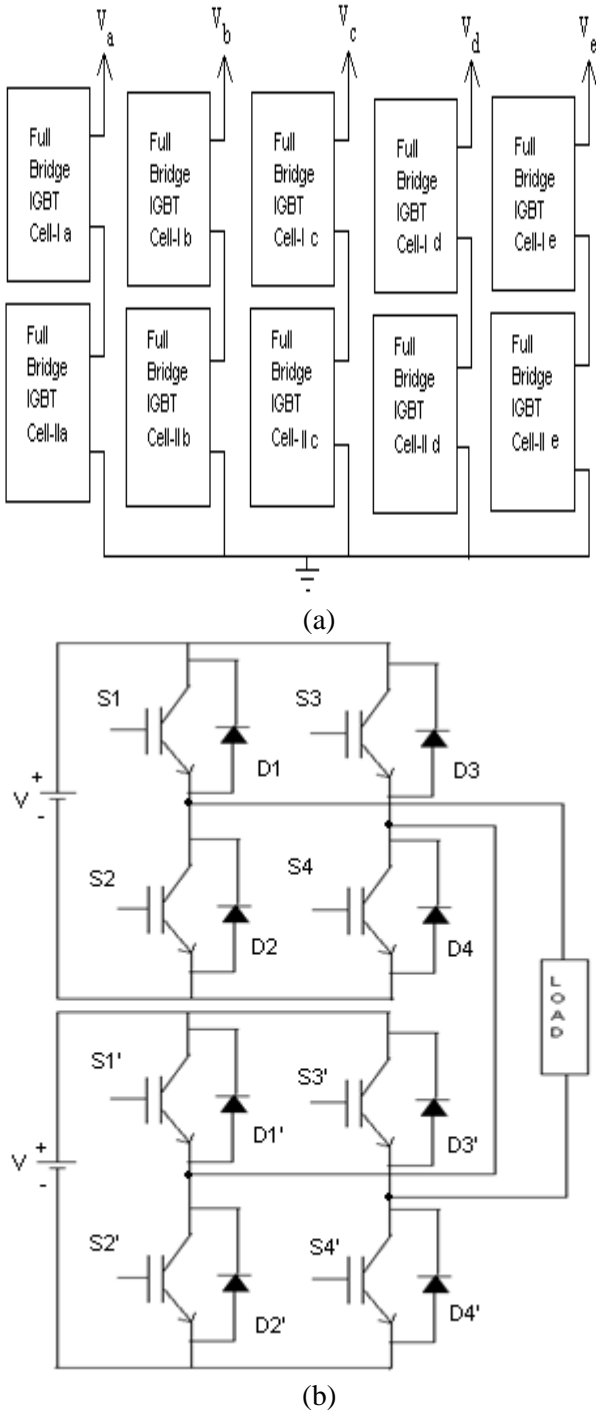 Va Vb Vc Vd Ve
Full
Bridge
IGBT
Cell-I a
Full
Bridge
IGBT
Cell-I b
Full
Bridge
IGBT
Cell-I c
Full
Bridge
IGBT
Cell-I d
Full
Bridge
IGBT
Cell-I e
Full
Bridge
IGBT
Cell-IIa
Full
Bridge
IGBT
Cell-II b
Full
Bridge
IGBT
Cell-II c
Full
Bridge
IGBT
Cell-II d
Full
Bridge
IGBT
Cell-II e
(a)
S1
S3
D1
D3
+
V
-
S2
S4
D2
D4
LOAD
S1'
S3'
D1'
D3'
+
V
-
S2'
S4'
D2'
D4'
(b)